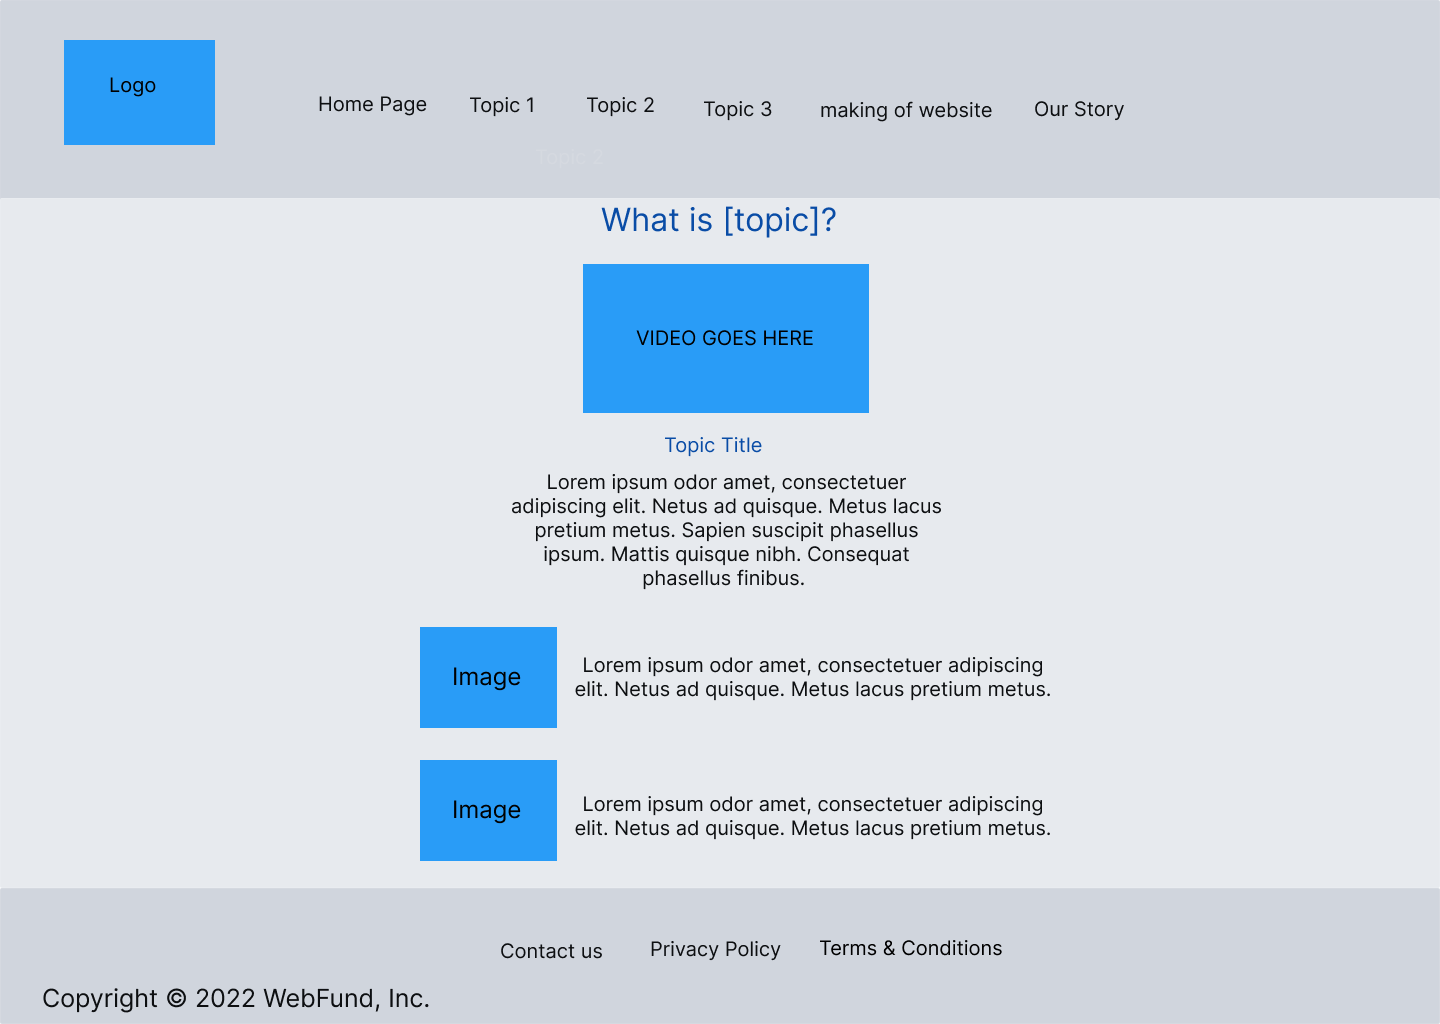 Logo
Home Page
Topic 1
Topic 2
Topic 3
making of website
Our Story
Topic 2
What is [topic]?
VIDEO GOES HERE
Topic Title
Lorem ipsum odor amet, consectetuer
adipiscing elit. Netus ad quisque. Metus lacus
pretium metus. Sapien suscipit phasellus
ipsum. Mattis quisque nibh. Consequat
phasellus finibus.
Image
Lorem ipsum odor amet, consectetuer adipiscing
elit. Netus ad quisque. Metus lacus pretium metus.
Image
Lorem ipsum odor amet, consectetuer adipiscing
elit. Netus ad quisque. Metus lacus pretium metus.
Contact us
Privacy Policy
Terms & Conditions
Copyright © 2022 WebFund, Inc.